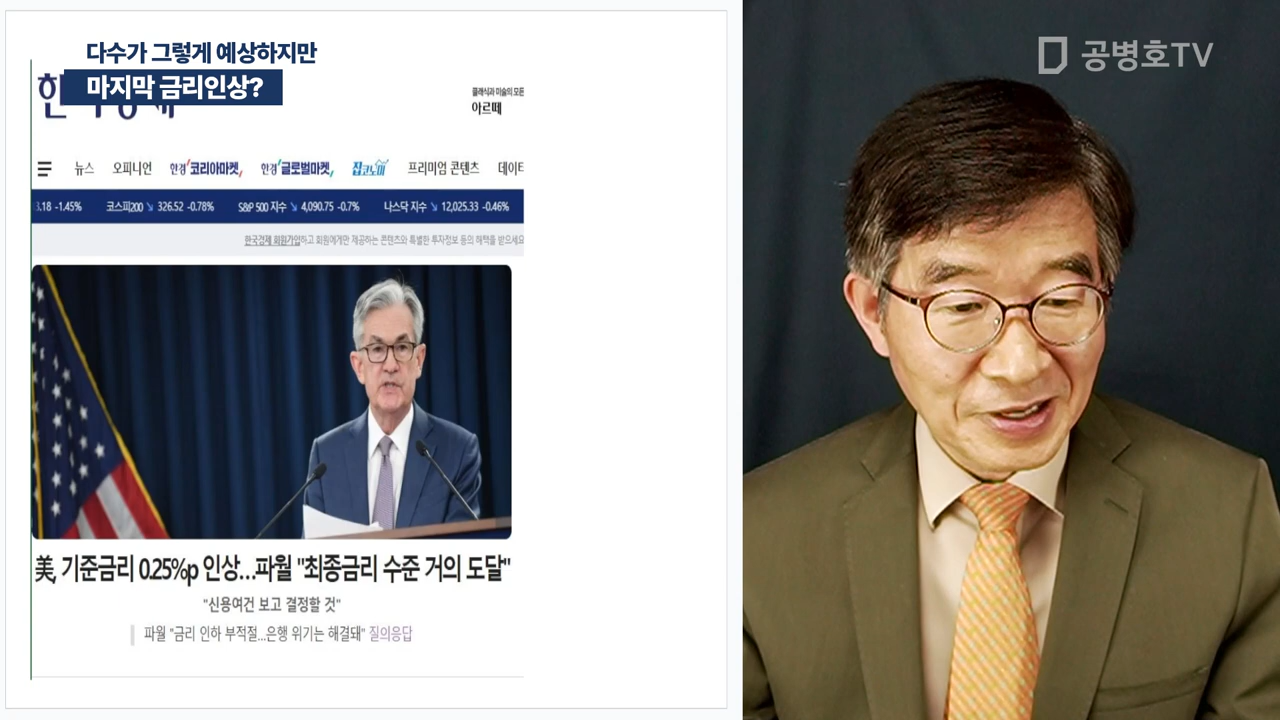 다수가 그렇게 예상하지만
마지막 금리인상?
공병호TV
클래식과 미술의 모든
아르떼
뉴스 오피니언 한경 코리아마켓, 한경 글로벌마켓, 집코노미 프리미엄 콘텐츠 데이터
3.18 -1.45% 코스피200 ↘ 326.52 -0.78% S&P 500 지수 ↘ 4,090.75 -0.7% 나스닥 지수 ↘ 12,025.33 -0.46%
한국경제 회원가입하고 회원에게만 제공하는 콘텐츠와 특별한 투자정보 등의 혜택을 받으세요
美, 기준금리 0.25%p 인상...파월 "최종금리 수준 거의 도달"
"신용여건 보고 결정할 것"
파월 "금리 인하 부적절...은행 위기는 해결돼" 질의응답